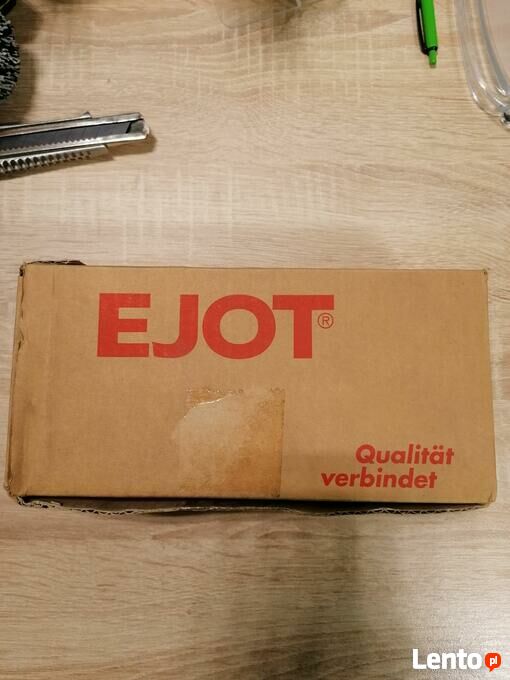 EJOT®
Qualität
verbindet
Lento.pl